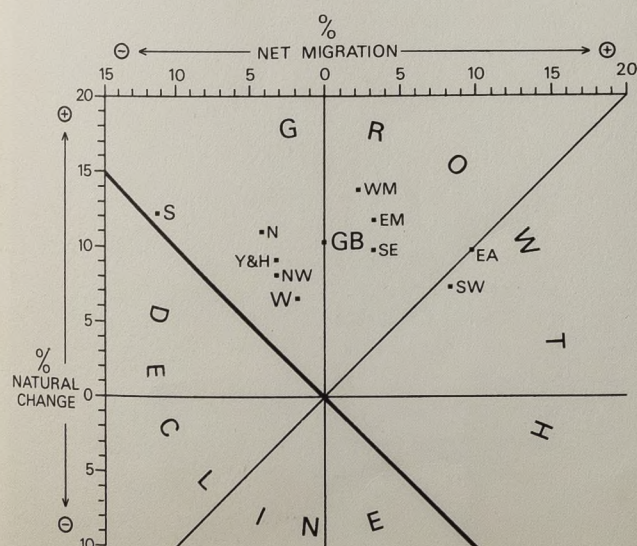 %
⊖ NET MIGRATION ⊕
15 10 5 0 5 10 15 20
20
⊕
G R O W T H
15
WM
S
EM
N
10
GB
SE
EA
Y&H
NW
SW
W
5
%
NATURAL
CHANGE
0
D E C L I N E
5
⊖
10